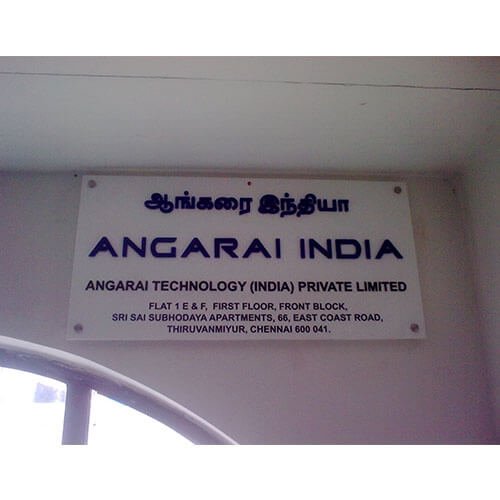 ஆங்கரை இந்தியா
ANGARAI INDIA
ANGARAI TECHNOLOGY (INDIA) PRIVATE LIMITED
FLAT 1 E & F, FIRST FLOOR, FRONT BLOCK,
SRI SAI SUBHODAYA APARTMENTS, 66, EAST COAST ROAD,
THIRUVANMIYUR, CHENNAI 600 041.